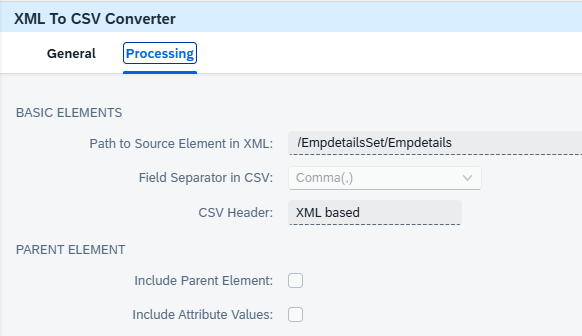 XML To CSV Converter
General Processing
BASIC ELEMENTS
Path to Source Element in XML: /EmpdetailsSet/Empdetails
Field Separator in CSV: Comma(,)
CSV Header: XML based
PARENT ELEMENT
Include Parent Element:
Include Attribute Values: